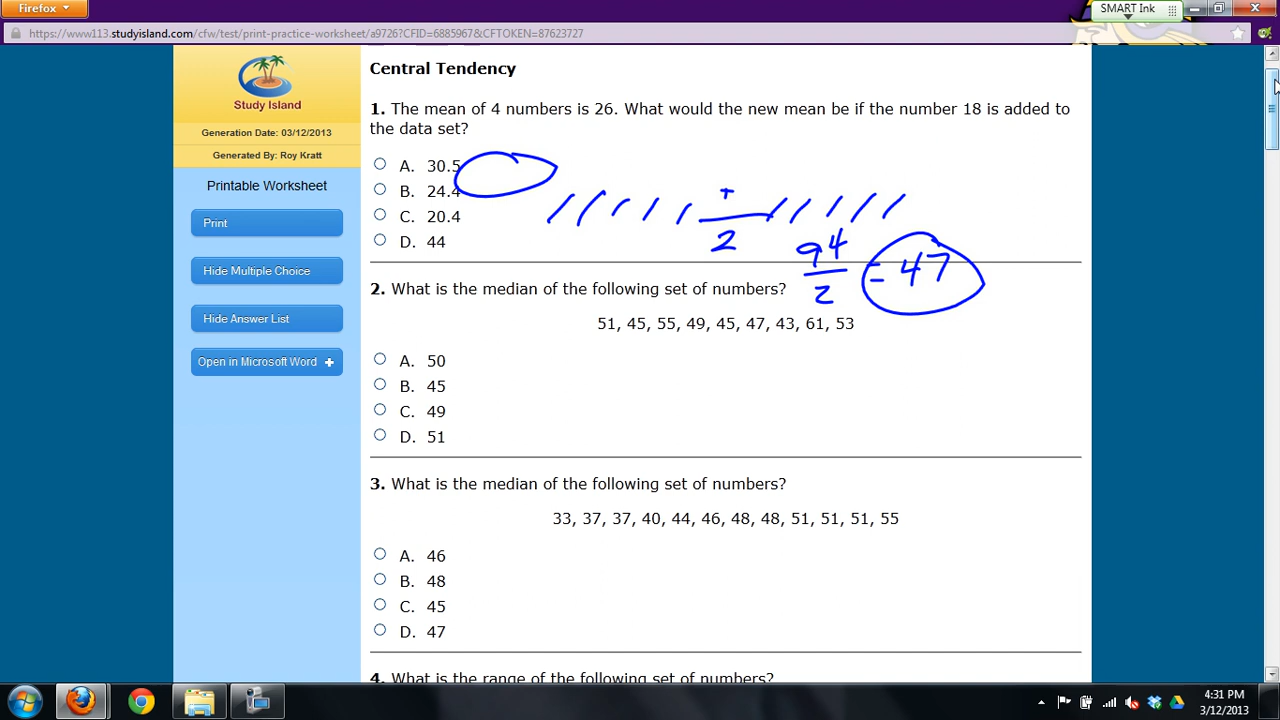 Firefox
SMART Ink
https://www113.studyisland.com/cfw/test/print-practice-worksheet/a9726?CFID=6885967&CFTOKEN=87623727
Study Island
Generation Date: 03/12/2013
Generated By: Roy Kratt
Printable Worksheet
Print
Hide Multiple Choice
Hide Answer List
Open in Microsoft Word +
Central Tendency
1. The mean of 4 numbers is 26. What would the new mean be if the number 18 is added to
the data set?
A. 30.5
B. 24.4
C. 20.4
D. 44
+
2
94
2
= 47
2. What is the median of the following set of numbers?
51, 45, 55, 49, 45, 47, 43, 61, 53
A. 50
B. 45
C. 49
D. 51
3. What is the median of the following set of numbers?
33, 37, 37, 40, 44, 46, 48, 48, 51, 51, 51, 55
A. 46
B. 48
C. 45
D. 47
4. What is the range of the following set of numbers?
4:31 PM
3/12/2013